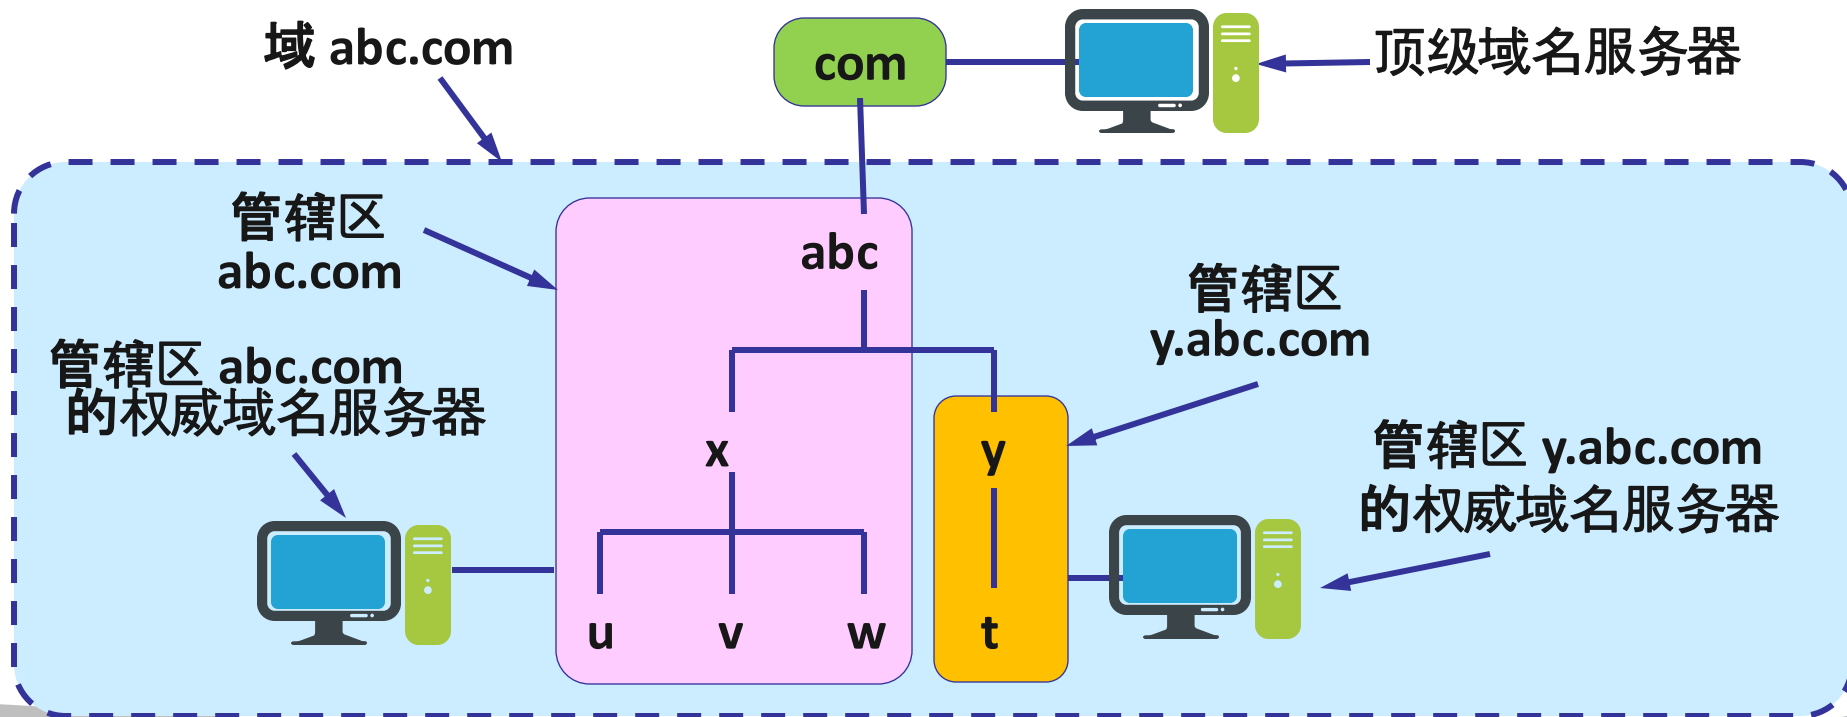 域 abc.com
com
顶级域名服务器
管辖区
abc.com
abc
管辖区
y.abc.com
管辖区 abc.com
的权威域名服务器
x
y
管辖区 y.abc.com
的权威域名服务器
u
v
w
t